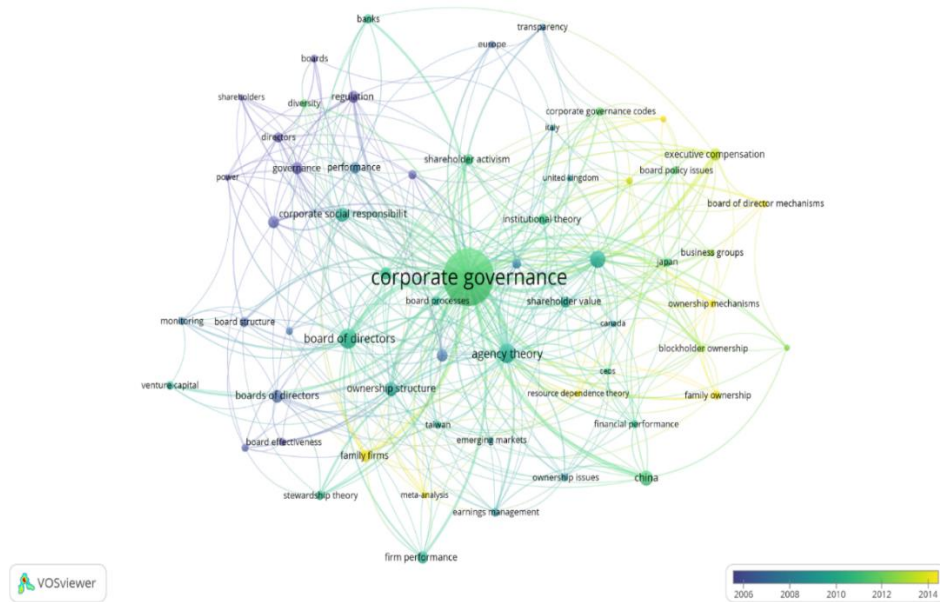 banks
transparency
europe
boards
shareholders
diversity
regulation
corporate governance codes
italy
directors
executive compensation
shareholder activism
governance
performance
board policy issues
power
united kingdom
board of director mechanisms
corporate social responsibilit
institutional theory
business groups
japan
corporate governance
board processes
shareholder value
ownership mechanisms
monitoring
board structure
canada
board of directors
blockholder ownership
agency theory
venture capital
ceos
ownership structure
boards of directors
resource dependence theory
family ownership
taiwan
financial performance
board effectiveness
emerging markets
family firms
ownership issues
china
stewardship theory
meta-analysis
earnings management
firm performance
VOSviewer
2006 2008 2010 2012 2014